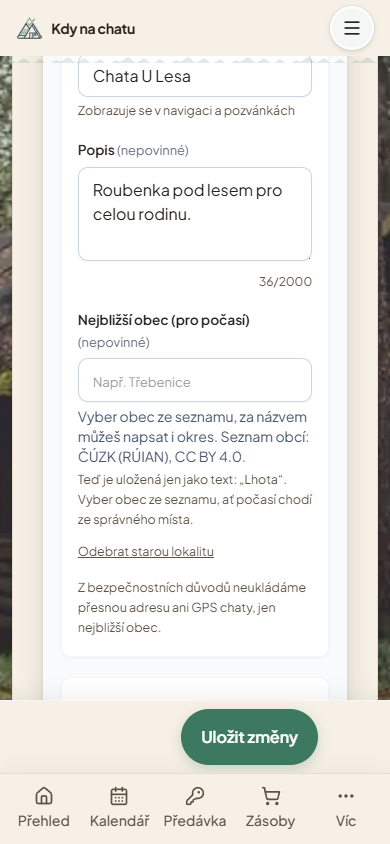 Kdy na chatu
Chata U Lesa
Zobrazuje se v navigaci a pozvánkách
Popis (nepovinné)
Roubenka pod lesem pro
celou rodinu.
36/2000
Nejbližší obec (pro počasí)
(nepovinné)
Např. Třebenice
Vyber obec ze seznamu, za názvem
můžeš napsat i okres. Seznam obcí:
ČÚZK (RÚIAN), CC BY 4.0.
Teď je uložená jen jako text: „Lhota“.
Vyber obec ze seznamu, ať počasí chodí
ze správného místa.
Odebrat starou lokalitu
Z bezpečnostních důvodů neukládáme
přesnou adresu ani GPS chaty, jen
nejbližší obec.
Uložit změny
Přehled Kalendář Předávka Zásoby Víc